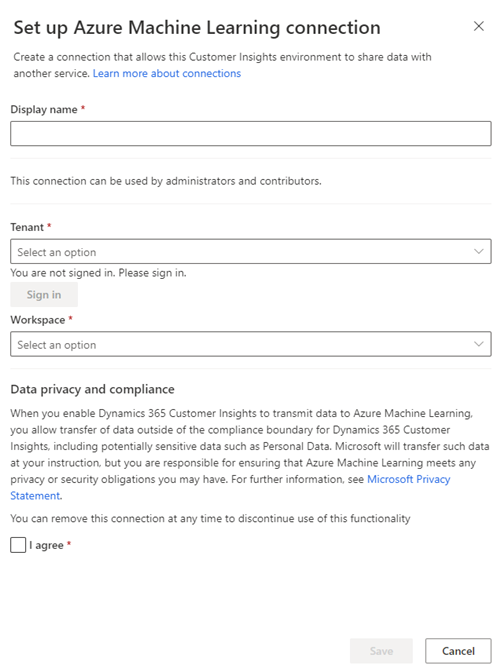 Set up Azure Machine Learning connection
Create a connection that allows this Customer Insights environment to share data with
another service. Learn more about connections
Display name *
This connection can be used by administrators and contributors.
Tenant *
Select an option
You are not signed in. Please sign in.
Sign in
Workspace *
Select an option
Data privacy and compliance
When you enable Dynamics 365 Customer Insights to transmit data to Azure Machine Learning,
you allow transfer of data outside of the compliance boundary for Dynamics 365 Customer
Insights, including potentially sensitive data such as Personal Data. Microsoft will transfer such data
at your instruction, but you are responsible for ensuring that Azure Machine Learning meets any
privacy or security obligations you may have. For further information, see Microsoft Privacy
Statement.
You can remove this connection at any time to discontinue use of this functionality
I agree *
Save
Cancel